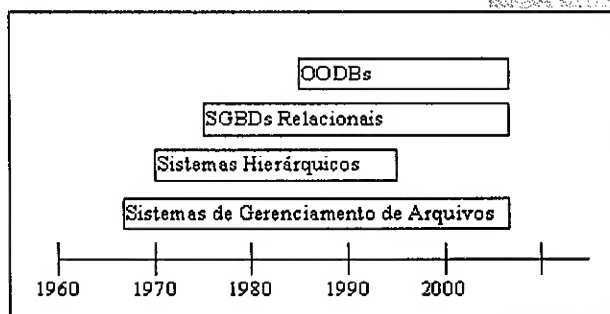 OODBs
SGBDs Relacionais
Sistemas Hierárquicos
Sistemas de Gerenciamento de Arquivos
1960 1970 1980 1990 2000